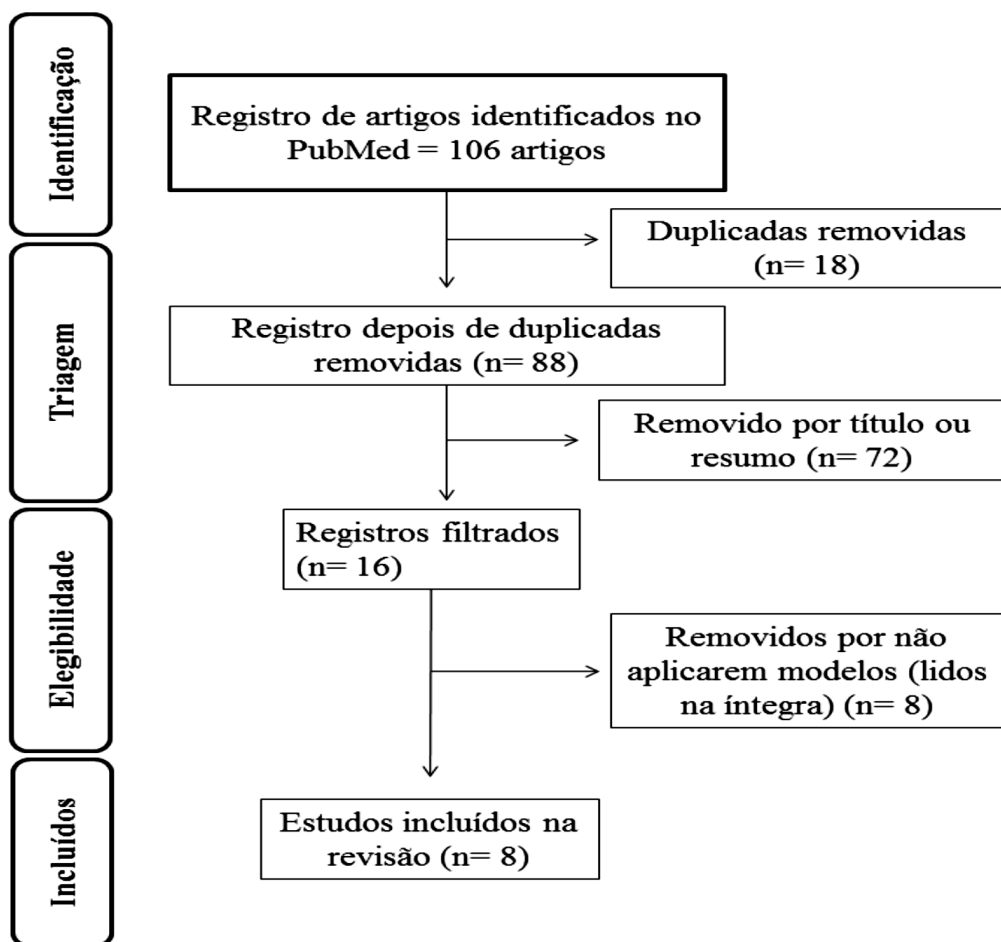 Identificação
Registro de artigos identificados no
PubMed = 106 artigos
Duplicadas removidas
(n= 18)
Triagem
Registro depois de duplicadas
removidas (n= 88)
Removido por título ou
resumo (n= 72)
Elegibilidade
Registros filtrados
(n= 16)
Removidos por não
aplicarem modelos (lidos
na íntegra) (n= 8)
Incluídos
Estudos incluídos na
revisão (n= 8)